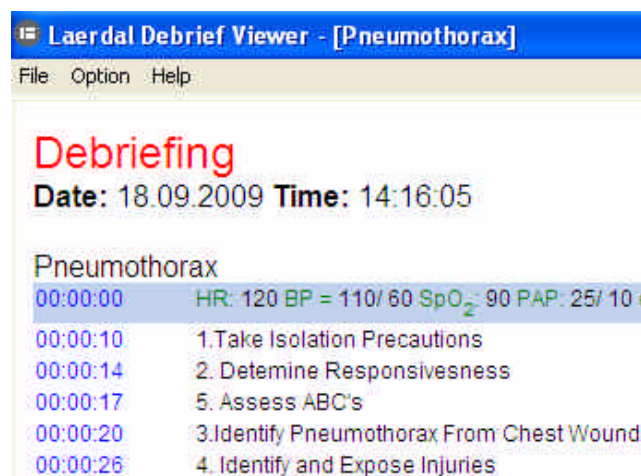 Laerdal Debrief Viewer - [Pneumothorax]
File Option Help
Debriefing
Date: 18.09.2009 Time: 14:16:05
Pneumothorax
00:00:00 HR: 120 BP = 110/ 60 SpO2: 90 PAP: 25/ 10
00:00:10 1.Take Isolation Precautions
00:00:14 2. Detemine Responsivesness
00:00:17 5. Assess ABC's
00:00:20 3.Identify Pneumothorax From Chest Wound
00:00:26 4. Identify and Expose Injuries